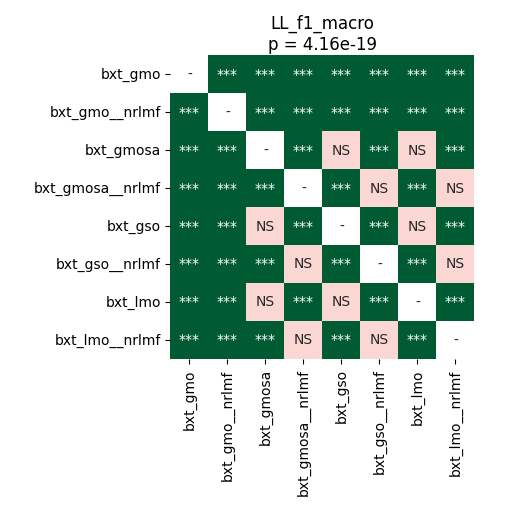 LL_f1_macro
p = 4.16e-19
bxt_gmo - *** *** *** *** *** *** ***
bxt_gmo__nrlmf *** - *** *** *** *** *** ***
bxt_gmosa *** *** - *** NS *** NS ***
bxt_gmosa__nrlmf *** *** *** - *** NS *** NS
bxt_gso *** *** NS *** - *** NS ***
bxt_gso__nrlmf *** *** *** NS *** - *** NS
bxt_lmo *** *** NS *** NS *** - ***
bxt_lmo__nrlmf *** *** *** NS *** NS *** -
bxt_gmo
bxt_gmo__nrlmf
bxt_gmosa
bxt_gmosa__nrlmf
bxt_gso
bxt_gso__nrlmf
bxt_lmo
bxt_lmo__nrlmf